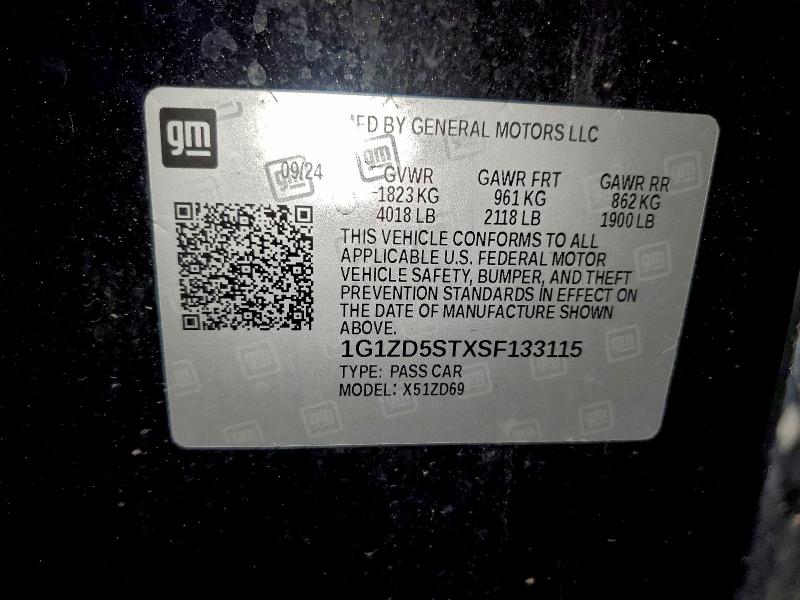 gm
MFD BY GENERAL MOTORS LLC
09/24
GVWR GAWR FRT GAWR RR
1823 KG 961 KG 862 KG
4018 LB 2118 LB 1900 LB
THIS VEHICLE CONFORMS TO ALL
APPLICABLE U.S. FEDERAL MOTOR
VEHICLE SAFETY, BUMPER, AND THEFT
PREVENTION STANDARDS IN EFFECT ON
THE DATE OF MANUFACTURE SHOWN
ABOVE.
1G1ZD5STXSF133115
TYPE: PASS CAR
MODEL: X51ZD69